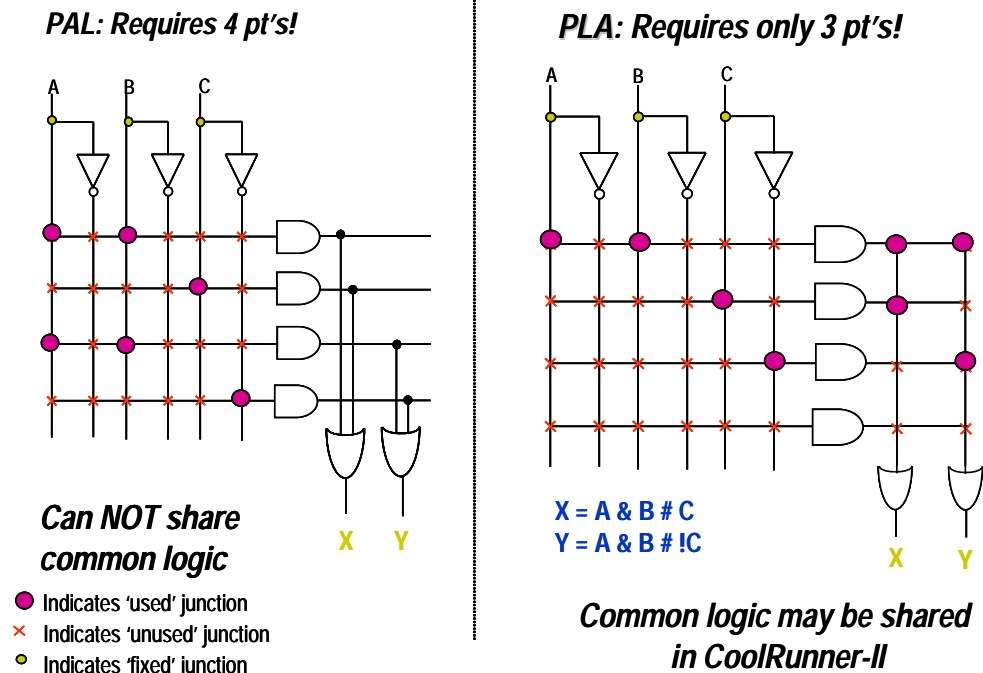 PAL: Requires 4 pt's!
A B C
X Y
Can NOT share
common logic
Indicates 'used' junction
Indicates 'unused' junction
Indicates 'fixed' junction
PLA: Requires only 3 pt's!
A B C
X = A & B # C
Y = A & B # !C
X Y
Common logic may be shared
in CoolRunner-II